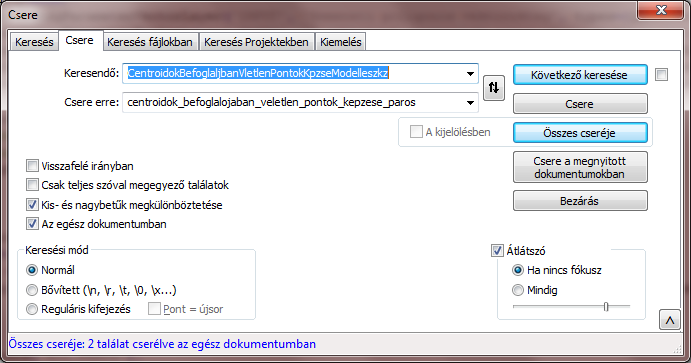 Csere
Keresés Csere Keresés fájlokban Keresés Projektekben Kiemelés
Keresendő: CentroidokBefoglaljbanVletlenPontokKpzseModelleszkz Következő keresése
Csere erre: centroidok_befoglalojaban_veletlen_pontok_kepzese_paros Csere
A kijelölésben Összes cseréje
Visszafelé irányban Csere a megnyitott
dokumentumokban
Csak teljes szóval megegyező találatok
Kis- és nagybetűk megkülönböztetése Bezárás
Az egész dokumentumban
Keresési mód Átlátszó
Normál Ha nincs fókusz
Bővített (\n, \r, \t, \0, \x...) Mindig
Reguláris kifejezés Pont = újsor
Összes cseréje: 2 találat cserélve az egész dokumentumban